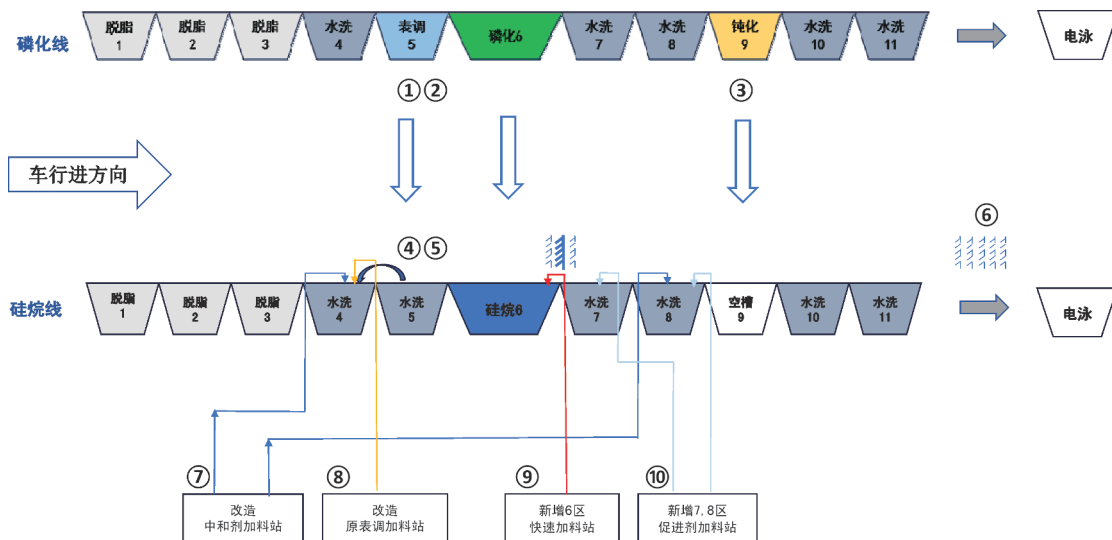 磷化线
脱脂
1
脱脂
2
脱脂
3
水洗
4
表调
5
磷化6
水洗
7
水洗
8
钝化
9
水洗
10
水洗
11
电泳
①②
③
车行进方向
⑥
④⑤
硅烷线
脱脂
1
脱脂
2
脱脂
3
水洗
4
水洗
5
硅烷6
水洗
7
水洗
8
空槽
9
水洗
10
水洗
11
电泳
⑦
改造
中和剂加料站
⑧
改造
原表调加料站
⑨
新增6区
快速加料站
⑩
新增7,8区
促进剂加料站